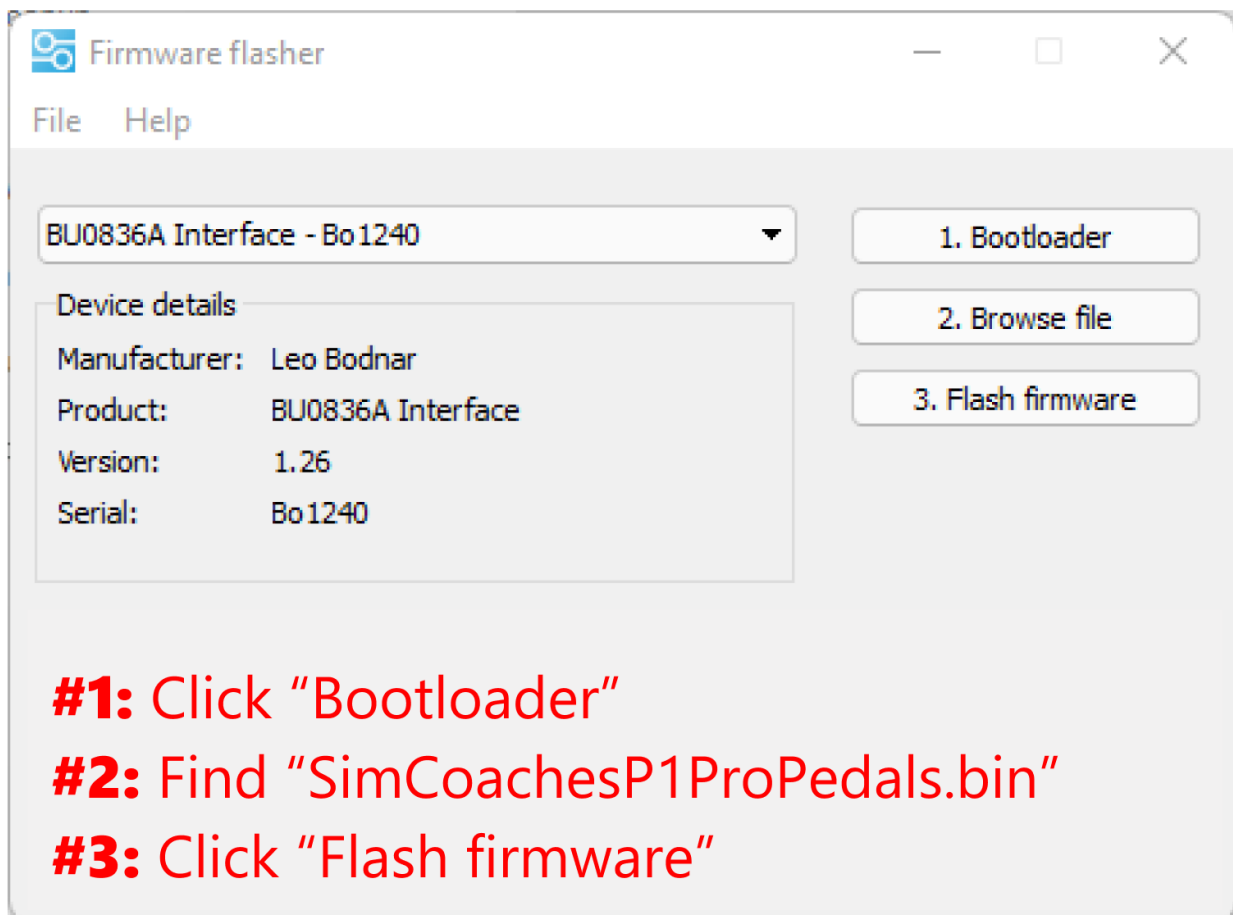 Firmware flasher
File Help
BU0836A Interface - Bo1240
1. Bootloader
Device details
2. Browse file
Manufacturer: Leo Bodnar
3. Flash firmware
Product: BU0836A Interface
Version: 1.26
Serial: Bo1240
#1: Click “Bootloader”
#2: Find “SimCoachesP1ProPedals.bin”
#3: Click “Flash firmware”